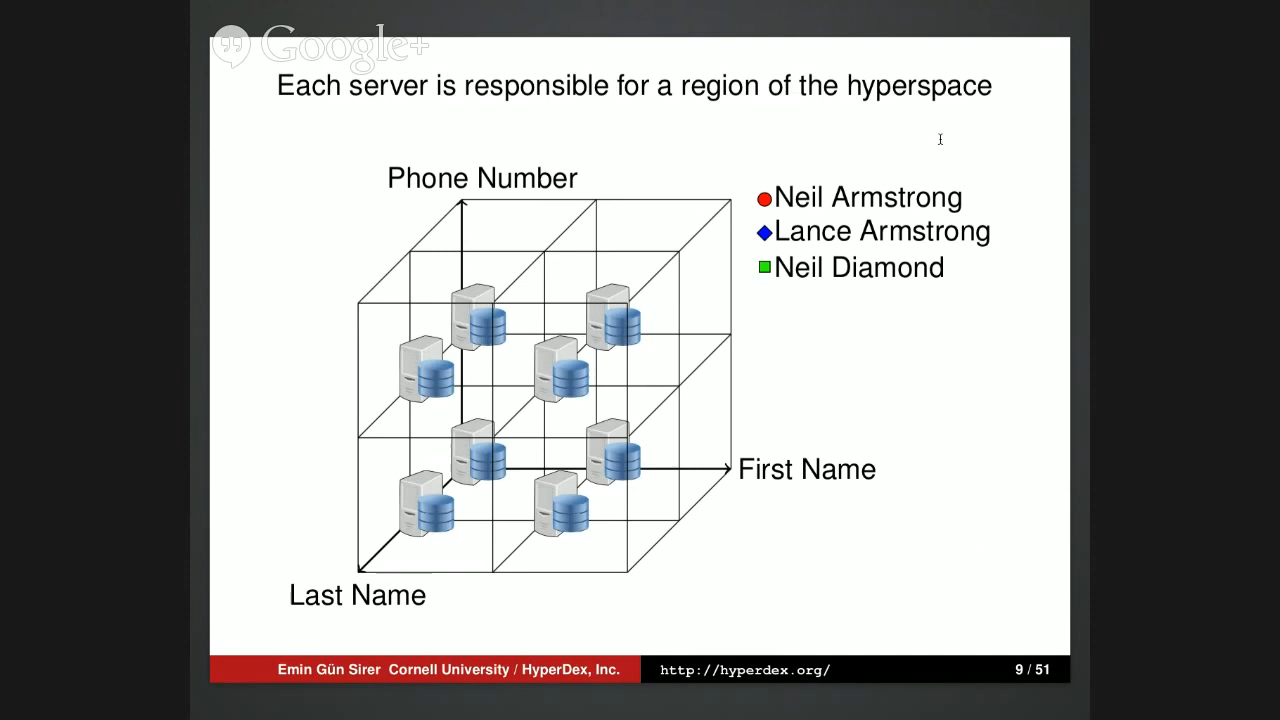 Google+
Each server is responsible for a region of the hyperspace
Phone Number
Neil Armstrong
Lance Armstrong
Neil Diamond
First Name
Last Name
Emin Gün Sirer Cornell University / HyperDex, Inc.
http://hyperdex.org/
9 / 51